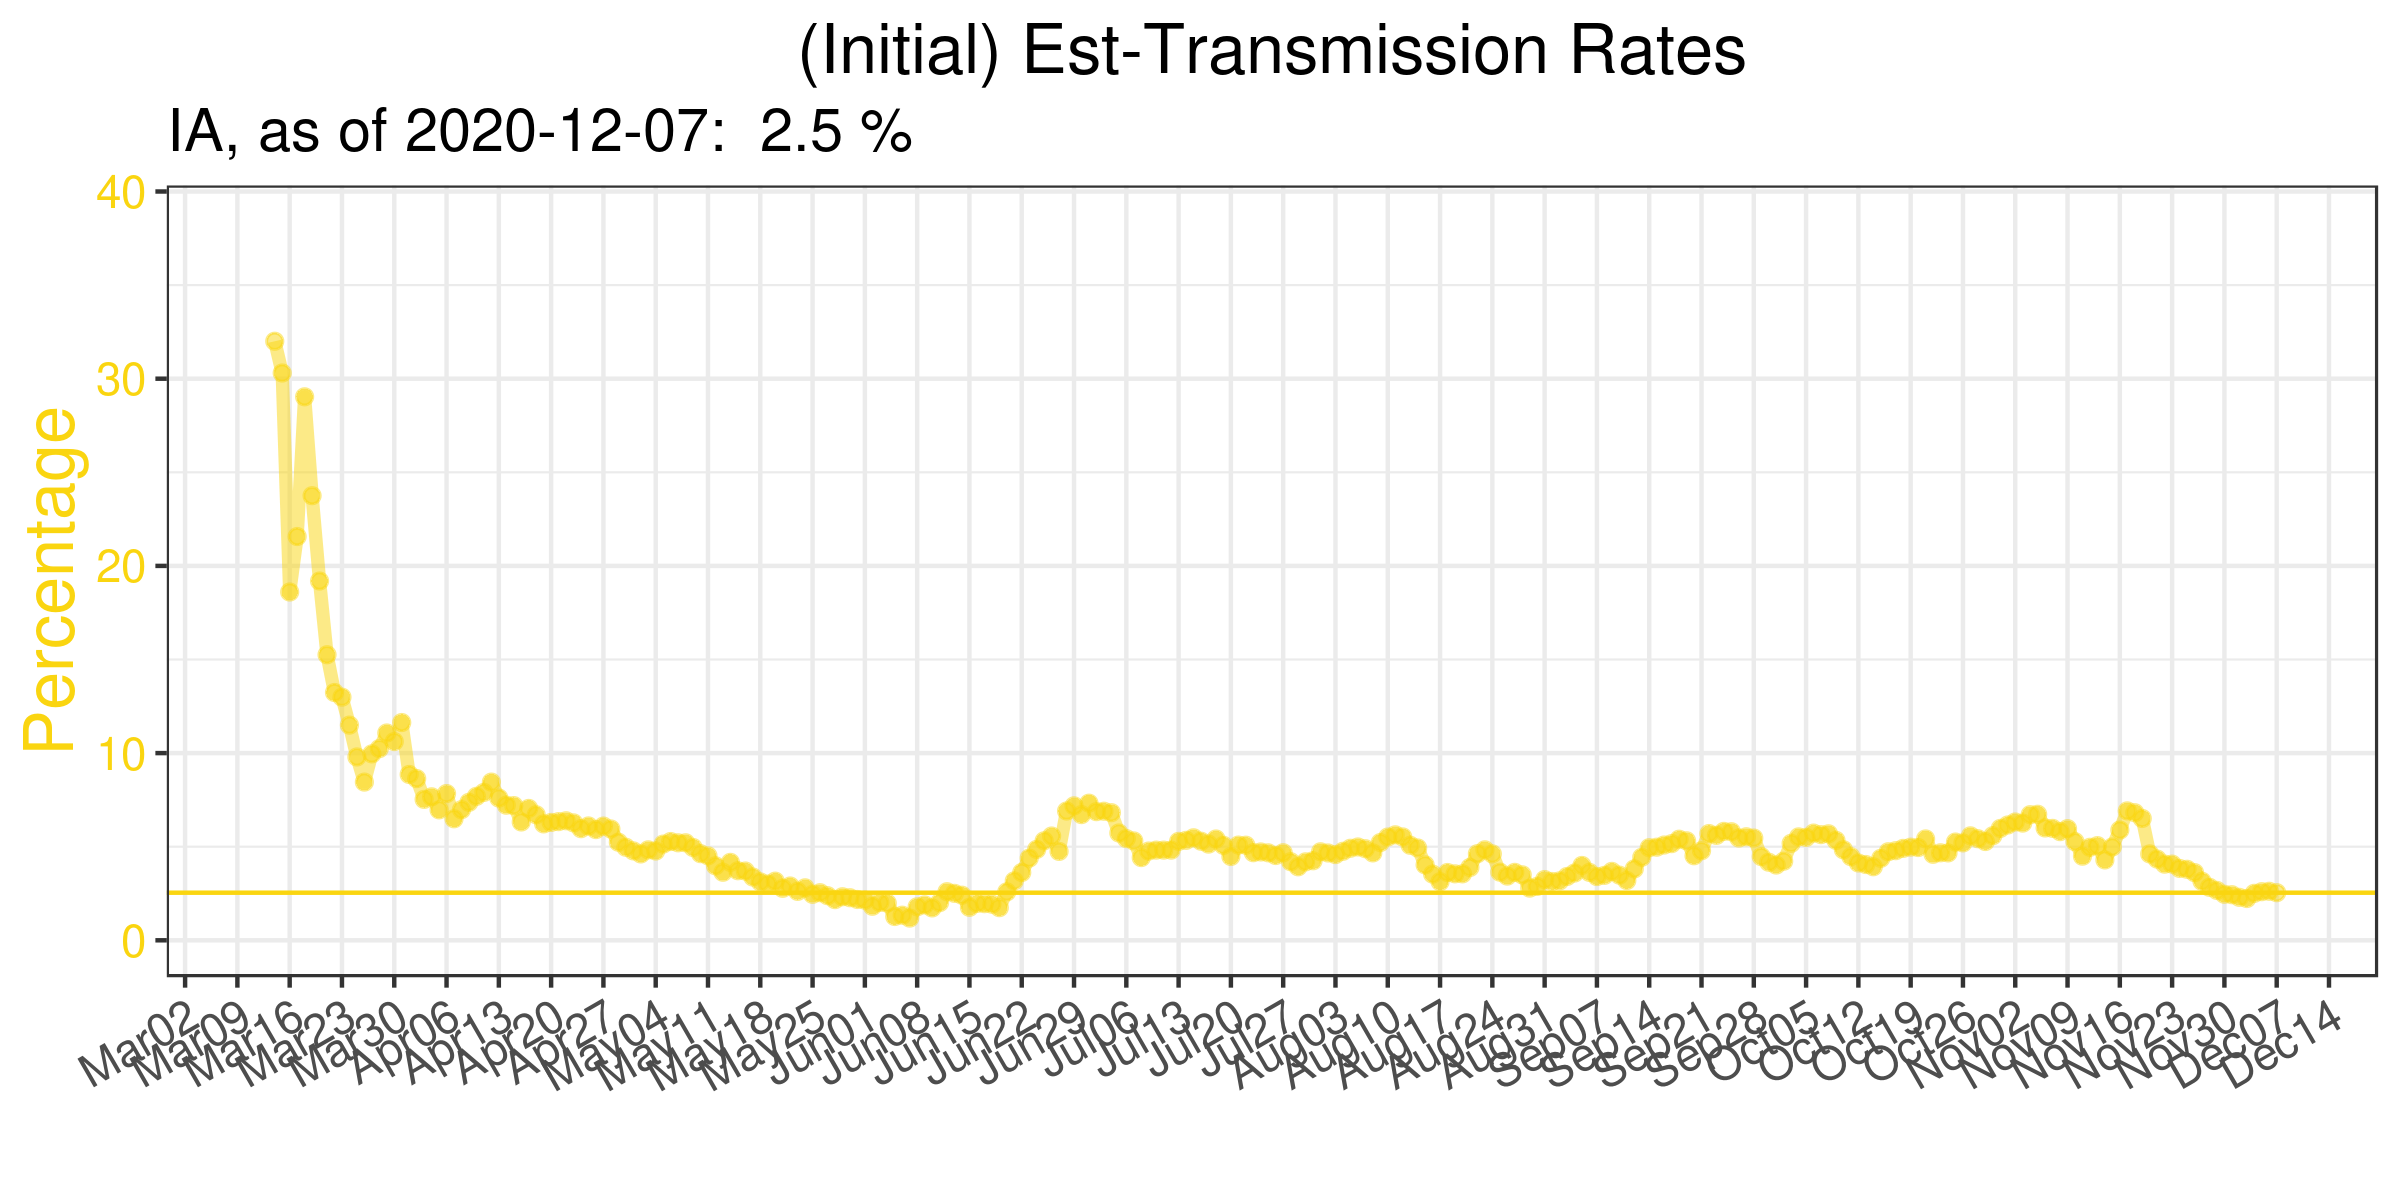 (Initial) Est-Transmission Rates
IA, as of 2020-12-07: 2.5 %
Percentage
40
30
20
10
0
Mar02
Mar09
Mar16
Mar23
Mar30
Apr06
Apr13
Apr20
Apr27
May04
May11
May18
May25
Jun01
Jun08
Jun15
Jun22
Jun29
Jul06
Jul13
Jul20
Jul27
Aug03
Aug10
Aug17
Aug24
Aug31
Sep07
Sep14
Sep21
Sep28
Oct05
Oct12
Oct19
Oct26
Nov02
Nov09
Nov16
Nov23
Nov30
Dec07
Dec14